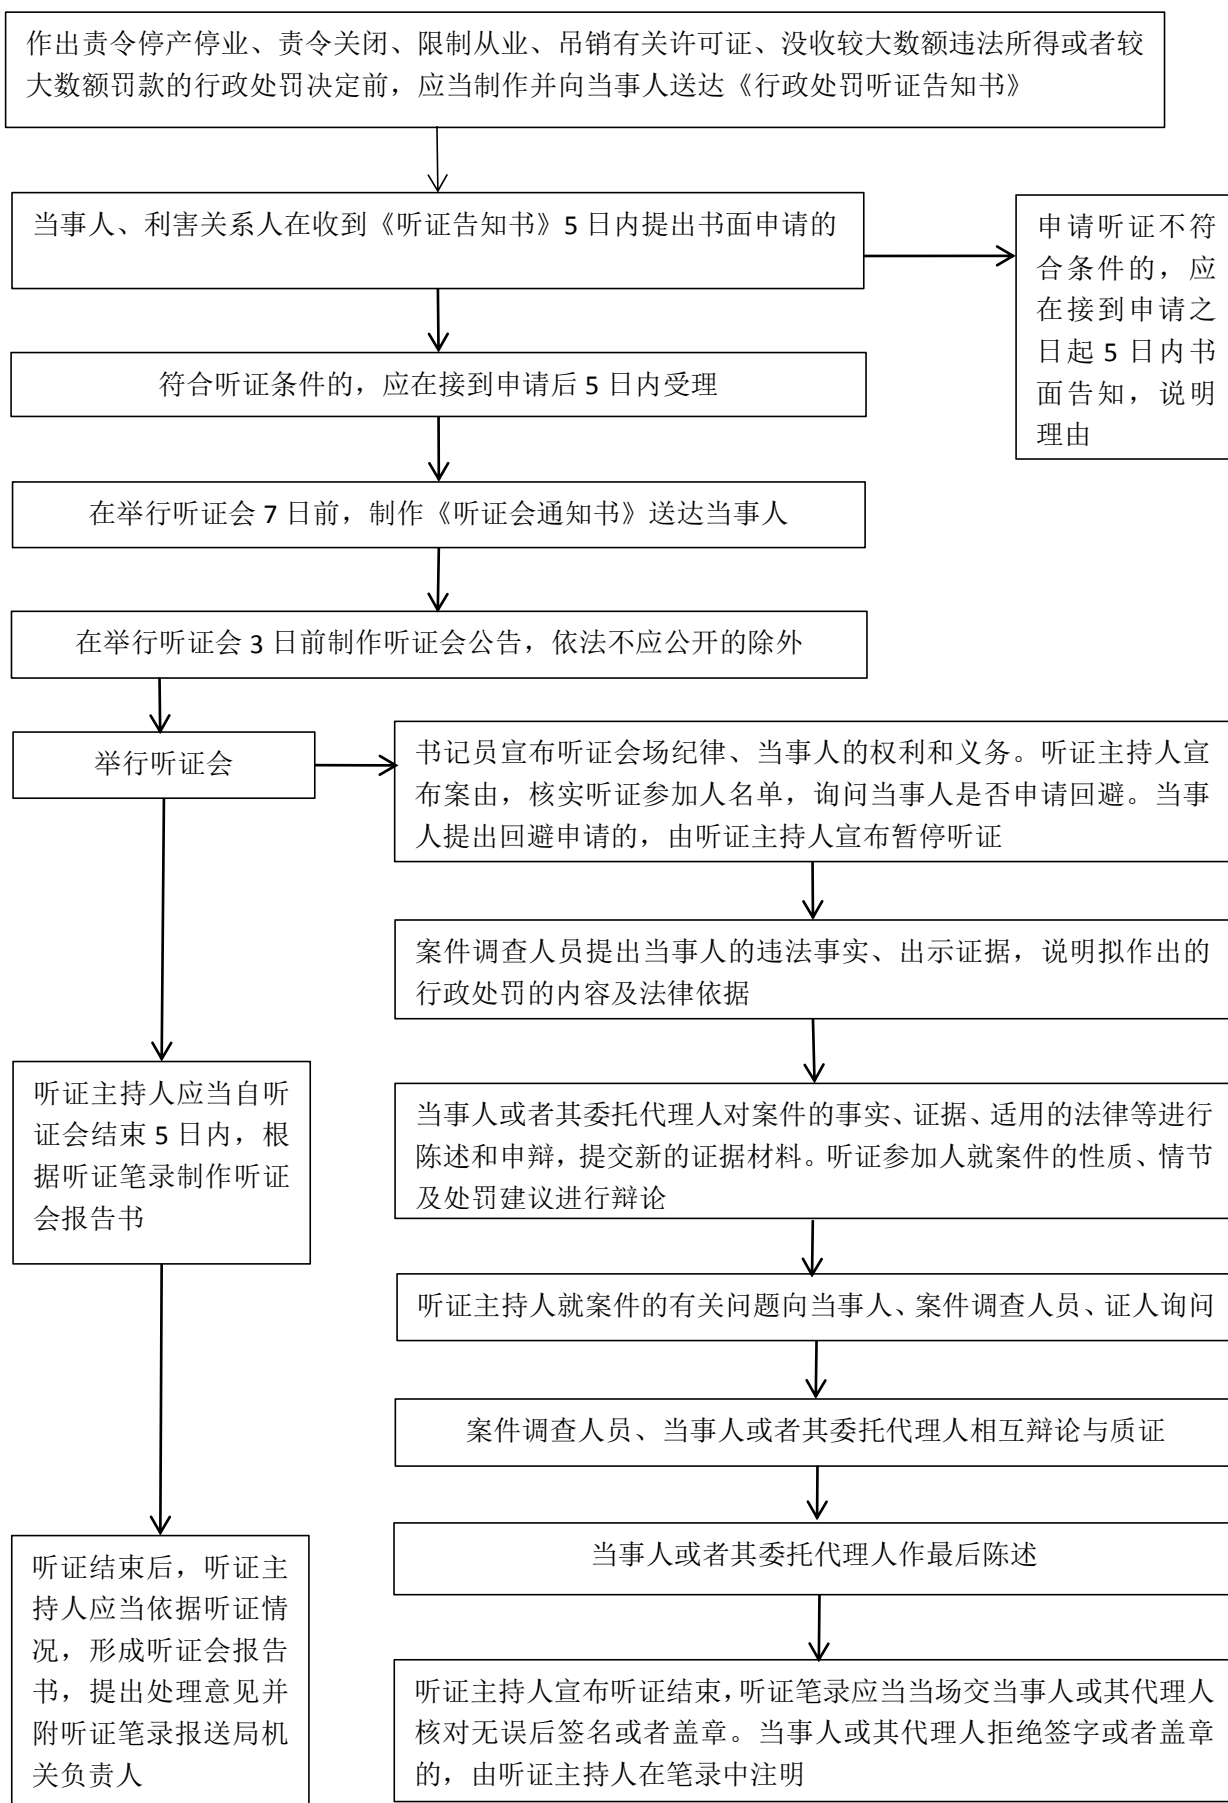 作出责令停产停业、责令关闭、限制从业、吊销有关许可证、没收较大数额违法所得或者较
大数额罚款的行政处罚决定前，应当制作并向当事人送达《行政处罚听证告知书》
当事人、利害关系人在收到《听证告知书》5 日内提出书面申请的
申请听证不符
合条件的，应
在接到申请之
日起 5 日内书
面告知，说明
理由
符合听证条件的，应在接到申请后 5 日内受理
在举行听证会 7 日前，制作《听证会通知书》送达当事人
在举行听证会 3 日前制作听证会公告，依法不应公开的除外
举行听证会
书记员宣布听证会场纪律、当事人的权利和义务。听证主持人宣
布案由，核实听证参加人名单，询问当事人是否申请回避。当事
人提出回避申请的，由听证主持人宣布暂停听证
案件调查人员提出当事人的违法事实、出示证据，说明拟作出的
行政处罚的内容及法律依据
当事人或者其委托代理人对案件的事实、证据、适用的法律等进行
陈述和申辩，提交新的证据材料。听证参加人就案件的性质、情节
及处罚建议进行辩论
听证主持人就案件的有关问题向当事人、案件调查人员、证人询问
案件调查人员、当事人或者其委托代理人相互辩论与质证
当事人或者其委托代理人作最后陈述
听证主持人宣布听证结束，听证笔录应当当场交当事人或其代理人
核对无误后签名或者盖章。当事人或其代理人拒绝签字或者盖章
的，由听证主持人在笔录中注明
听证主持人应当自听
证会结束 5 日内，根
据听证笔录制作听证
会报告书
听证结束后，听证主
持人应当依据听证情
况，形成听证会报告
书，提出处理意见并
附听证笔录报送局机
关负责人